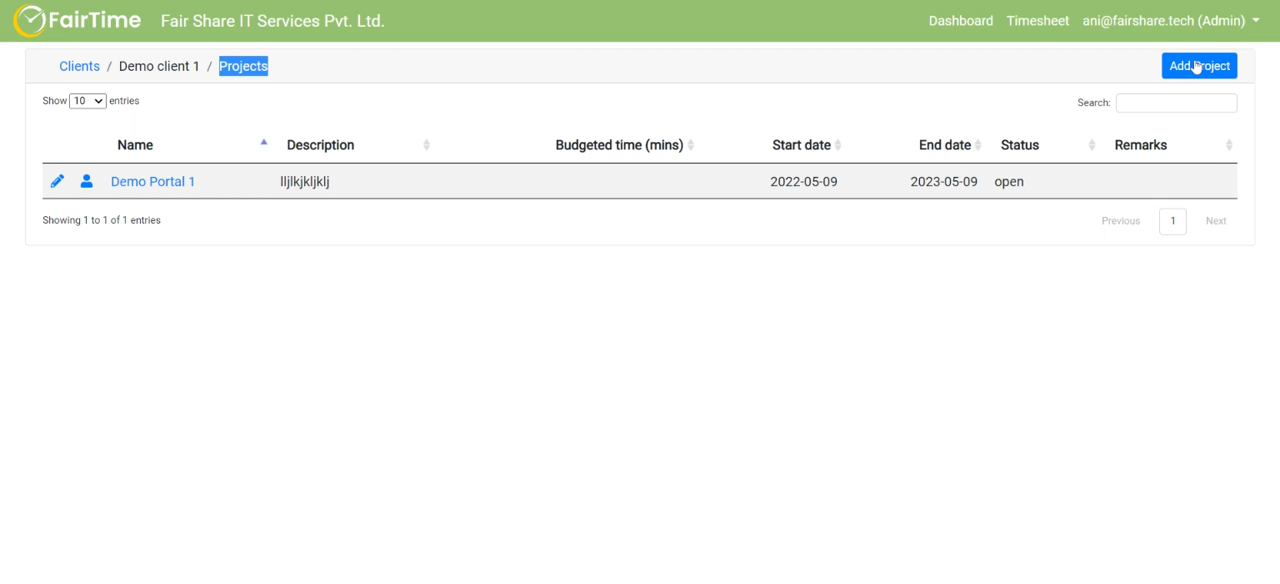 FairTime Fair Share IT Services Pvt. Ltd. Dashboard Timesheet ani@fairshare.tech (Admin)
Clients / Demo client 1 / Projects Add Project
Show 10 entries Search:
Name Description Budgeted time (mins) Start date End date Status Remarks
Demo Portal 1 lljlkjkljklj 2022-05-09 2023-05-09 open
Showing 1 to 1 of 1 entries Previous 1 Next